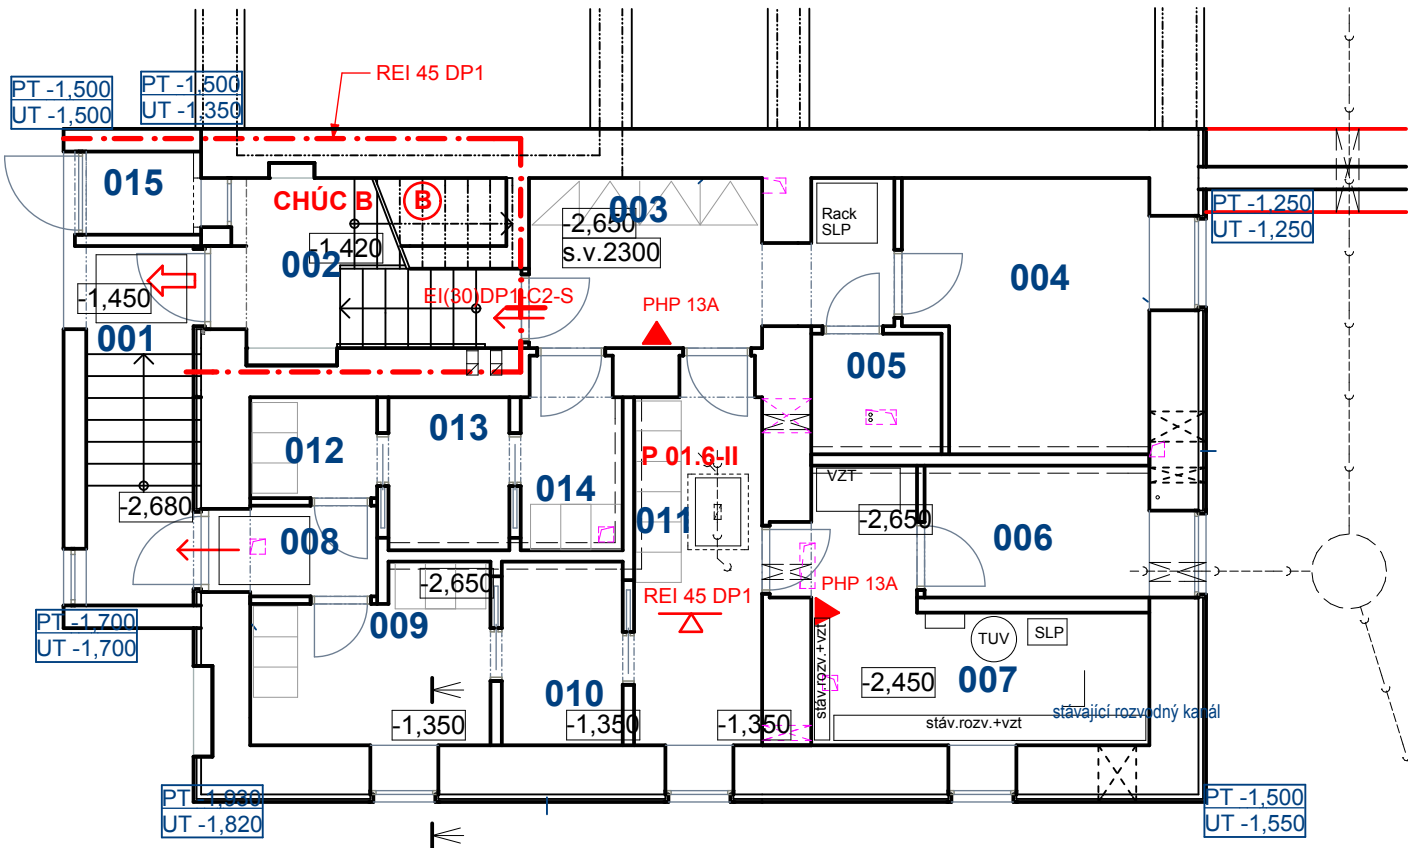 REI 45 DP1
PT -1,500
UT -1,500
PT -1,500
UT -1,350
015
CHÚC B
B
-2,650
003
s.v.2300
Rack
SLP
PT -1,250
UT -1,250
-1,420
002
004
-1,450
EI(30)DP1-C2-S
PHP 13A
001
005
012
013
P 01.6-II
014
VZT
-2,680
011
-2,650
008
006
-2,650
REI 45 DP1
PHP 13A
009
PT -1,700
UT -1,700
TUV
SLP
stáv.rozv.+vzt
-2,450
007
010
-1,350
-1,350
-1,350
stáv.rozv.+vzt
stávající rozvodný kanál
PT -1,930
UT -1,820
PT -1,500
UT -1,550